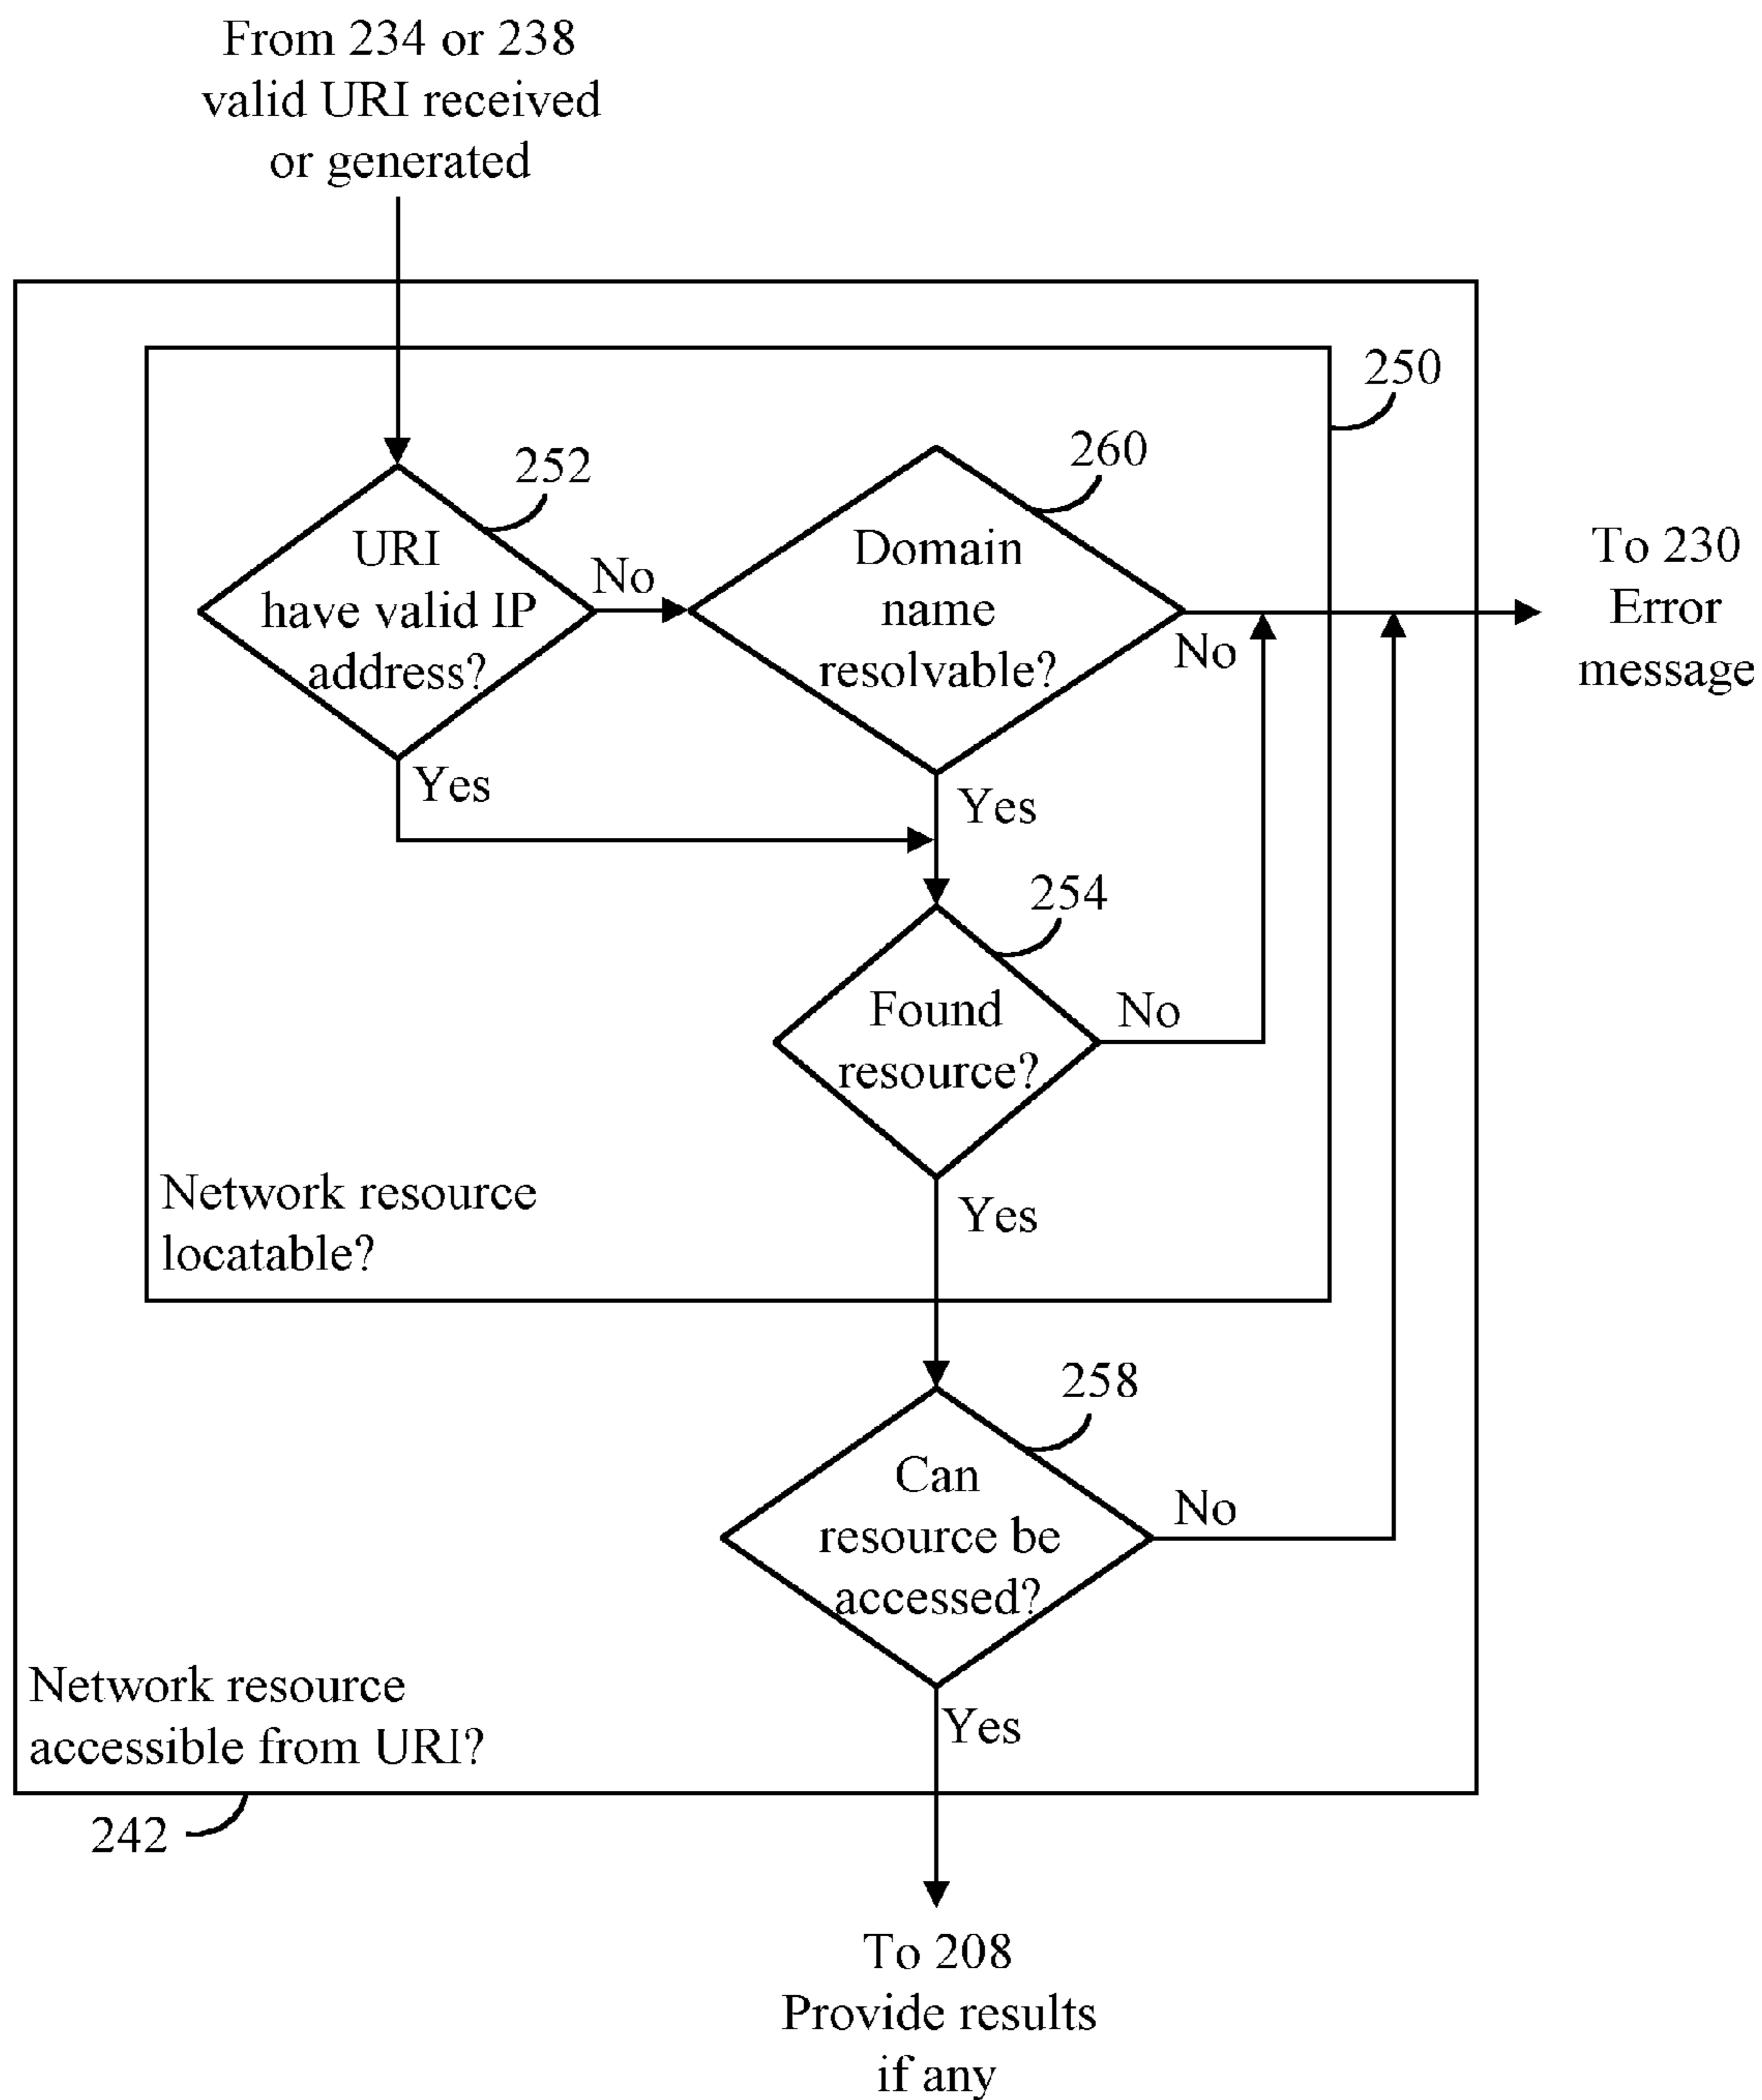 From 234 or 238
valid URI received
or generated
250
252
260
URI
have valid IP
address?
No
Domain
name
resolvable?
No
To 230
Error
message
Yes
Yes
254
Found
resource?
No
Network resource
locatable?
Yes
258
Can
resource be
accessed?
No
Network resource
accessible from URI?
Yes
242
To 208
Provide results
if any